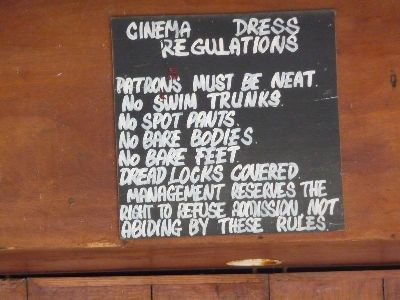 CINEMA DRESS
REGULATIONS
PATRONS MUST BE NEAT.
NO SWIM TRUNKS.
NO SPOT PANTS.
NO BARE BODIES.
NO BARE FEET.
DREAD LOCKS COVERED.
MANAGEMENT RESERVES THE
RIGHT TO REFUSE ADMISSION NOT
ABIDING BY THESE RULES.